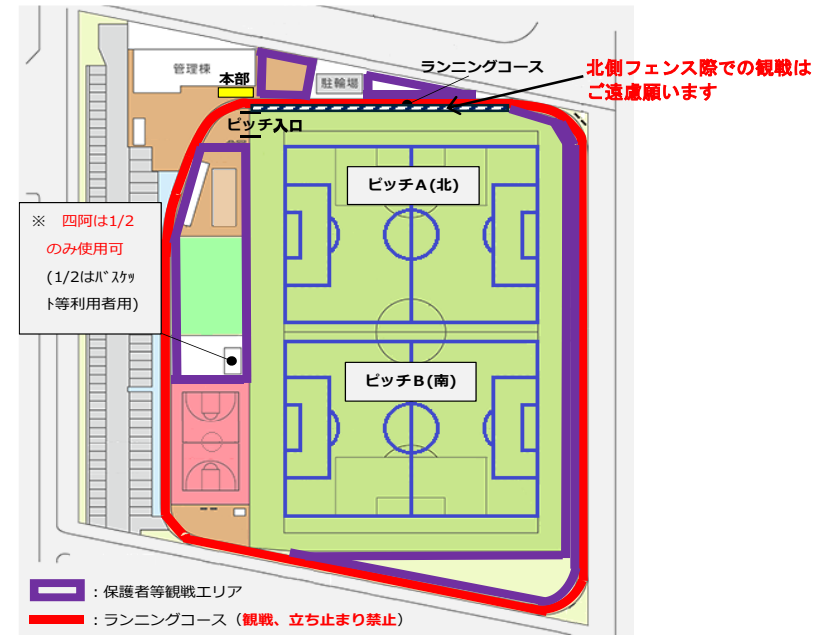 管理棟
本部
駐輪場
ランニングコース
北側フェンス際での観戦は
ご遠慮願います
ピッチ入口
ピッチA(北)
※　四阿は1/2
のみ使用可
(1/2はﾊﾞｽｹｯ
ﾄ等利用者用)
ピッチB(南)
：保護者等観戦エリア
：ランニングコース（観戦、立ち止まり禁止）